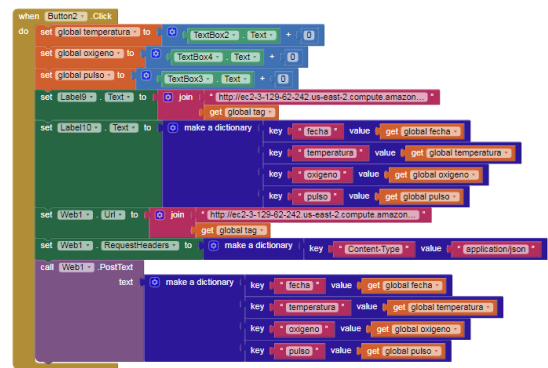 when Button2 .Click
do set global temperatura to TextBox2 . Text + 0
set global oxigeno to TextBox4 . Text + 0
set global pulso to TextBox3 . Text + 0
set Label9 . Text to join " http://ec2-3-129-62-242.us-east-2.compute.amazon... "
get global tag
set Label10 . Text to make a dictionary key " fecha " value get global fecha
key " temperatura " value get global temperatura
key " oxigeno " value get global oxigeno
key " pulso " value get global pulso
set Web1 . Url to join " http://ec2-3-129-62-242.us-east-2.compute.amazon... "
get global tag
set Web1 . RequestHeaders to make a dictionary key " Content-Type " value " application/json "
call Web1 .PostText
text make a dictionary key " fecha " value get global fecha
key " temperatura " value get global temperatura
key " oxigeno " value get global oxigeno
key " pulso " value get global pulso